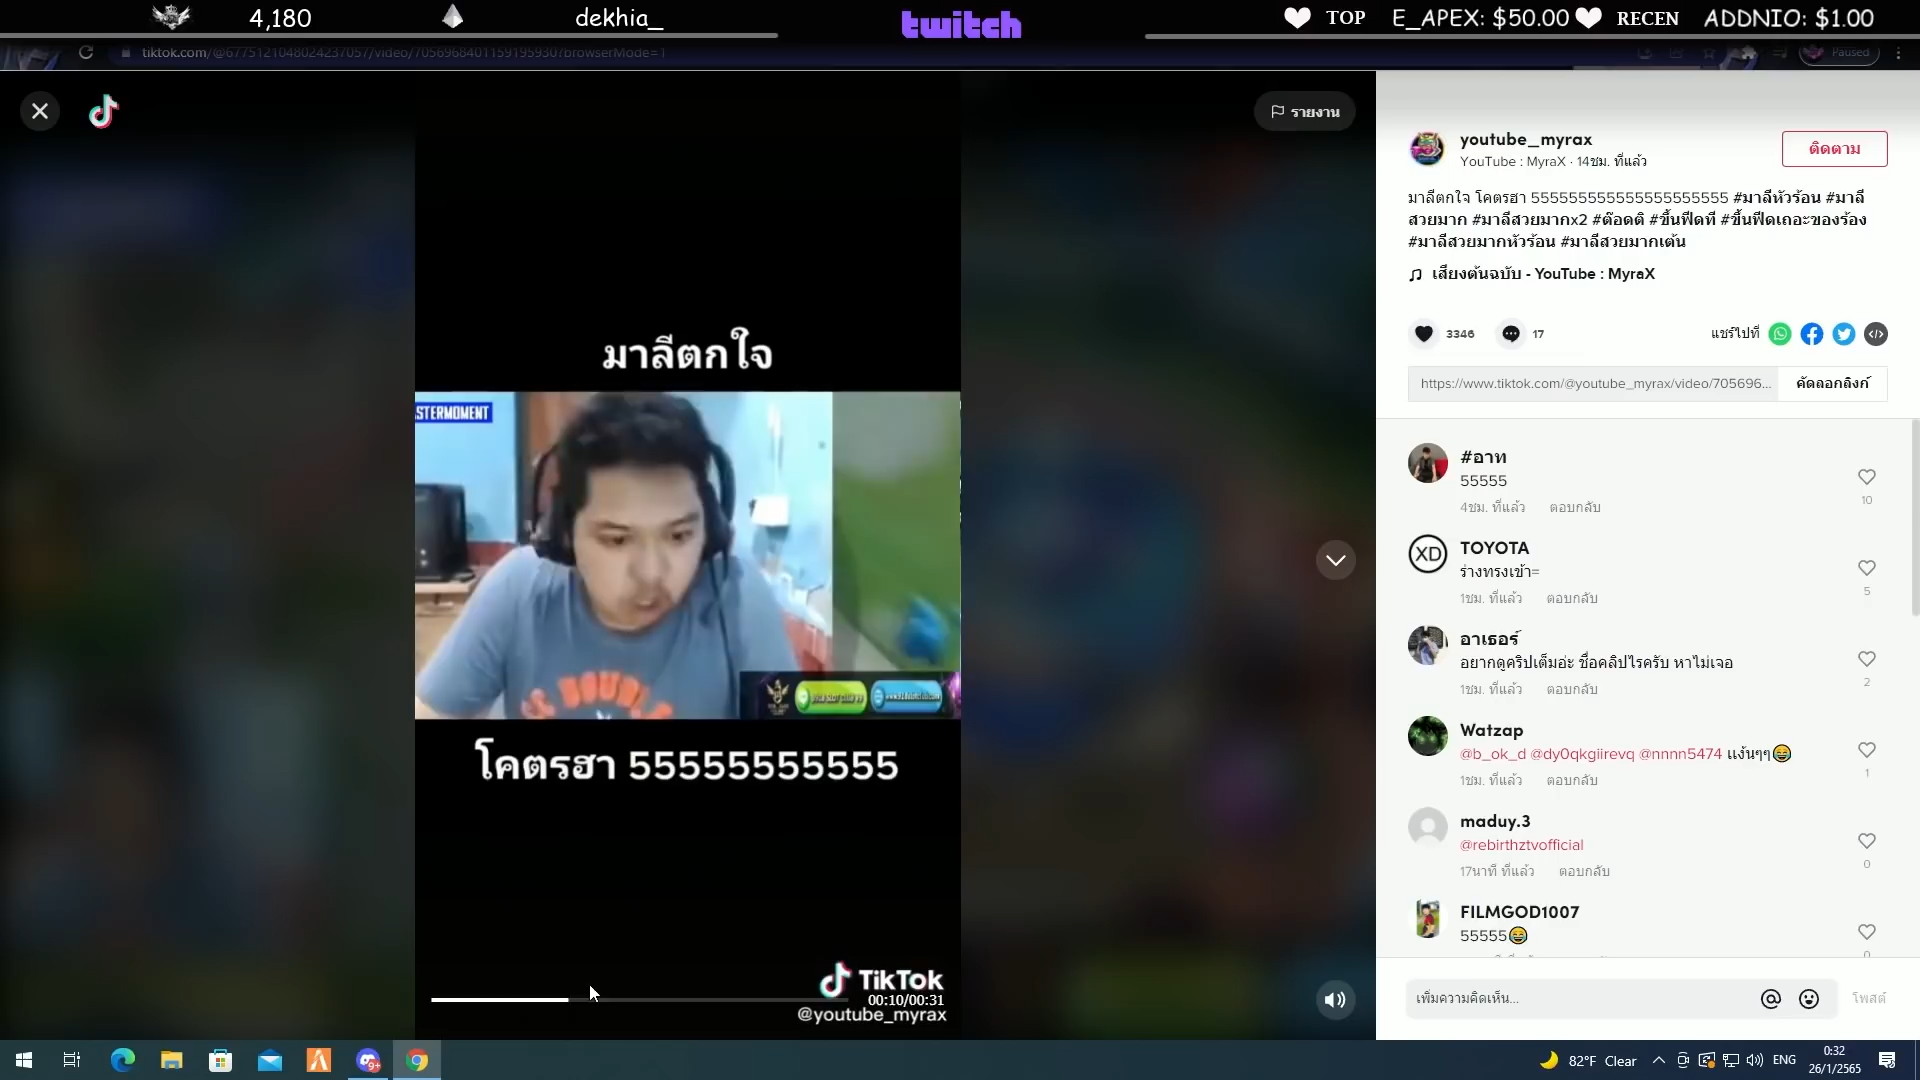 4,180
dekhia_
twitch
TOP
E_APEX: $50.00
RECEN
ADDNIO: $1.00
tiktok.com/@6775121048024237057/video/7056968401159195930?browserMode=1
Paused
รายงาน
youtube_myrax
YouTube : MyraX · 14ชม. ที่แล้ว
ติดตาม
มาลีตกใจ โคตรฮา 555555555555555555555 #มาลีหัวร้อน #มาลี
สวยมาก #มาลีสวยมากx2 #ต๊อดติ #ขึ้นฟีดที #ขึ้นฟีดเถอะของร้อง
#มาลีสวยมากหัวร้อน #มาลีสวยมากเต้น
เสียงต้นฉบับ - YouTube : MyraX
3346
17
แชร์ไปที่
https://www.tiktok.com/@youtube_myrax/video/705696...
คัดลอกลิงก์
มาลีตกใจ
STERMOMENT
โคตรฮา 55555555555
TikTok
00:10/00:31
@youtube_myrax
#อาท
55555
4ชม. ที่แล้ว ตอบกลับ
10
TOYOTA
ร่างทรงเข้า=
1ชม. ที่แล้ว ตอบกลับ
5
อาเธอร์
อยากดูคริปเต็มอ่ะ ชื่อคลิปไรครับ หาไม่เจอ
1ชม. ที่แล้ว ตอบกลับ
2
Watzap
@b_ok_d @dy0qkgiirevq @nnnn5474 แง้นๆๆ😂
1ชม. ที่แล้ว ตอบกลับ
1
maduy.3
@rebirthztvofficial
17นาที ที่แล้ว ตอบกลับ
0
FILMGOD1007
55555😂
0
เพิ่มความคิดเห็น...
โพสต์
9+
82°F Clear
ENG
0:32
26/1/2565